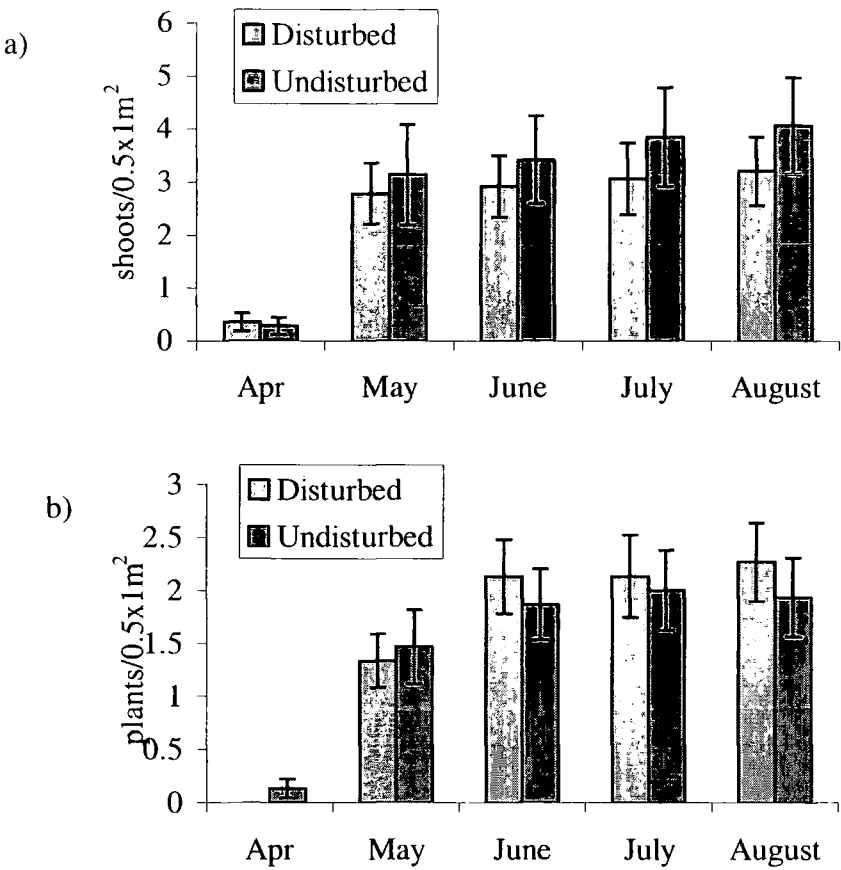 a)
Disturbed
Undisturbed
shoots/0.5x1m²
6
5
4
3
2
1
0
Apr May June July August
b)
Disturbed
Undisturbed
plants/0.5x1m²
3
2.5
2
1.5
1
0.5
0
Apr May June July August